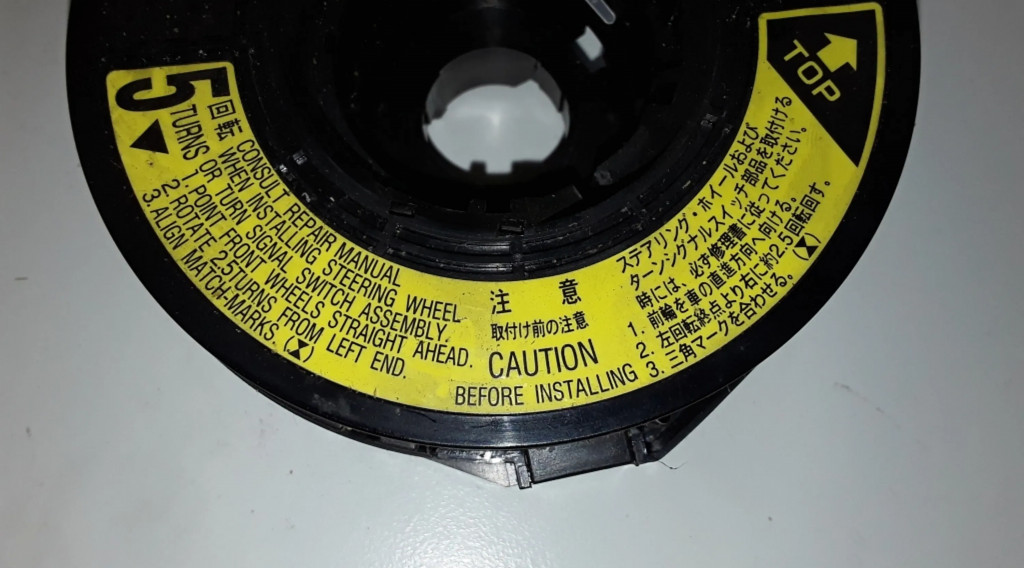 5回転
TURNS
CONSULT REPAIR MANUAL
WHEN INSTALLING STEERING WHEEL
OR TURN SIGNAL SWITCH ASSEMBLY.
1. POINT FRONT WHEELS STRAIGHT AHEAD.
2. ROTATE 2.5TURNS FROM LEFT END.
3. ALIGN MATCH-MARKS.
注 意
取付け前の注意
CAUTION
BEFORE INSTALLING
ステアリング・ホイールおよび
ターンシグナルスイッチ部品を取付ける
時には、必ず修理書に従ってください。
1. 前輪を車の直進方向へ向ける。
2. 左回転終点より右に約2.5回転回す。
3. 三角マークを合わせる。
TOP